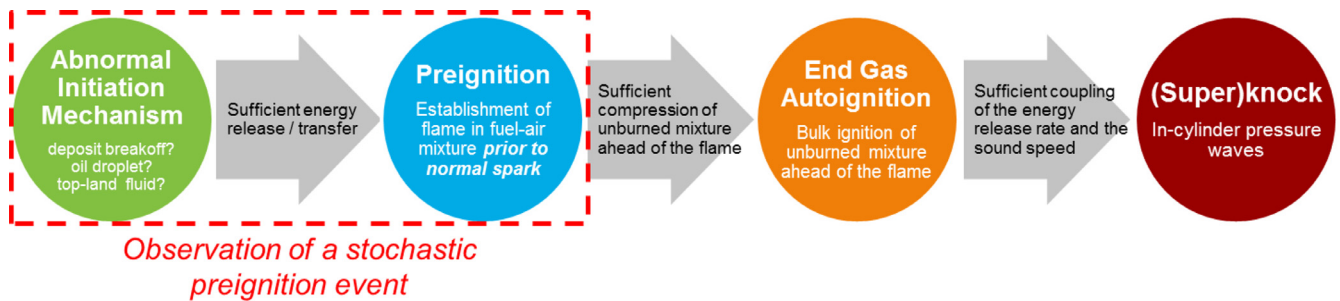 Abnormal
Initiation
Mechanism
deposit breakoff?
oil droplet?
top-land fluid?
Sufficient energy
release / transfer
Preignition
Establishment of
flame in fuel-air
mixture prior to
normal spark
Sufficient
compression of
unburned mixture
ahead of the flame
End Gas
Autoignition
Bulk ignition of
unburned mixture
ahead of the flame
Sufficient coupling
of the energy
release rate and the
sound speed
(Super)knock
In-cylinder pressure
waves
Observation of a stochastic
preignition event